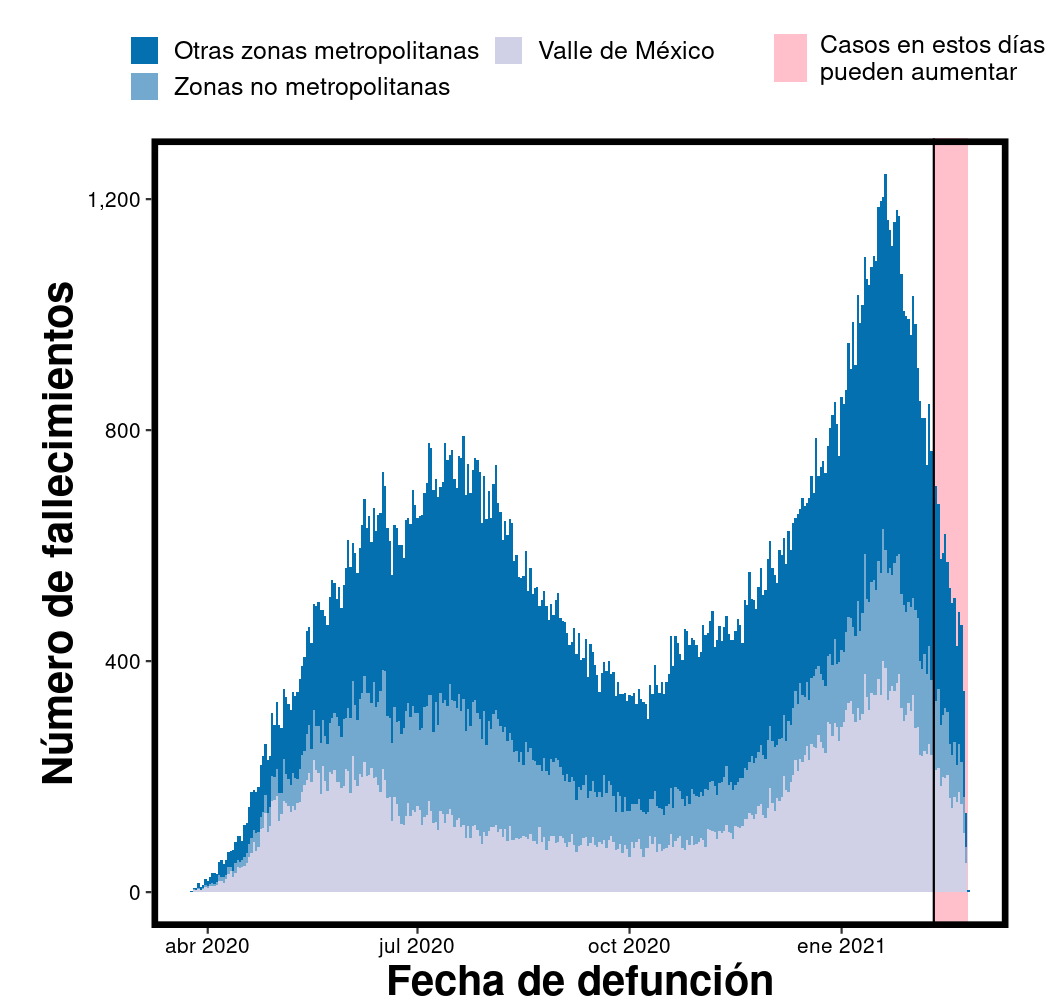 Otras zonas metropolitanas
Zonas no metropolitanas
Valle de México
Casos en estos días
pueden aumentar
Número de fallecimientos
1,200
800
400
0
abr 2020
jul 2020
oct 2020
ene 2021
Fecha de defunción